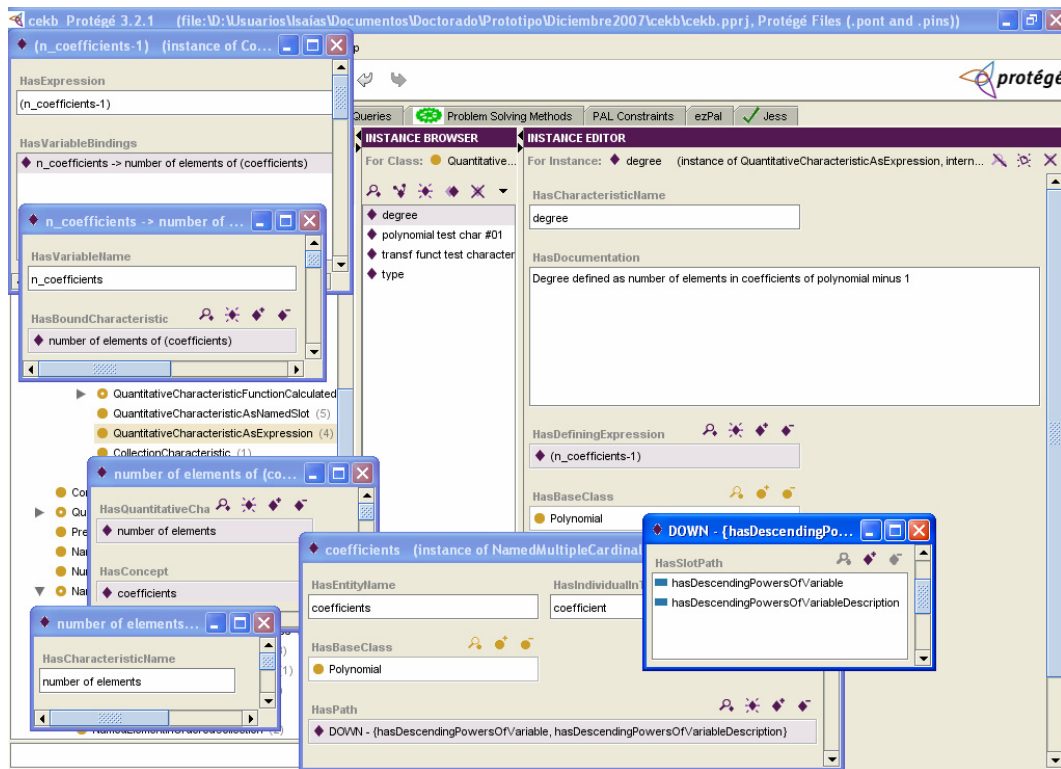 cekb Protégé 3.2.1 (file:\D:\Usuarios\Isaías\Documentos\Doctorado\Prototipo\Diciembre2007\cekb\cekb.pprj, Protégé Files (.pont and .pins))
(n_coefficients-1) (instance of Co...
HasExpression
(n_coefficients-1)
HasVariableBindings
n_coefficients -> number of elements of (coefficients)
n_coefficients -> number of ...
HasVariableName
n_coefficients
HasBoundCharacteristic
number of elements of (coefficients)
protégé
Queries
Problem Solving Methods
PAL Constraints
ezPal
Jess
INSTANCE BROWSER
For Class: Quantitative...
degree
polynomial test char #01
transf funct test character
type
INSTANCE EDITOR
For Instance: degree (instance of QuantitativeCharacteristicAsExpression, intern...
HasCharacteristicName
degree
HasDocumentation
Degree defined as number of elements in coefficients of polynomial minus 1
HasDefiningExpression
(n_coefficients-1)
HasBaseClass
Polynomial
QuantitativeCharacteristicFunctionCalculated
QuantitativeCharacteristicAsNamedSlot (5)
QuantitativeCharacteristicAsExpression (4)
CollectionCharacteristic (1)
number of elements of (co...
HasQuantitativeCha
number of elements
HasConcept
coefficients
number of elements...
HasCharacteristicName
number of elements
coefficients (instance of NamedMultipleCardinal
HasEntityName
coefficients
HasIndividualInT
coefficient
HasBaseClass
Polynomial
HasPath
DOWN - {hasDescendingPowersOfVariable, hasDescendingPowersOfVariableDescription}
DOWN - {hasDescendingPo...
HasSlotPath
hasDescendingPowersOfVariable
hasDescendingPowersOfVariableDescription